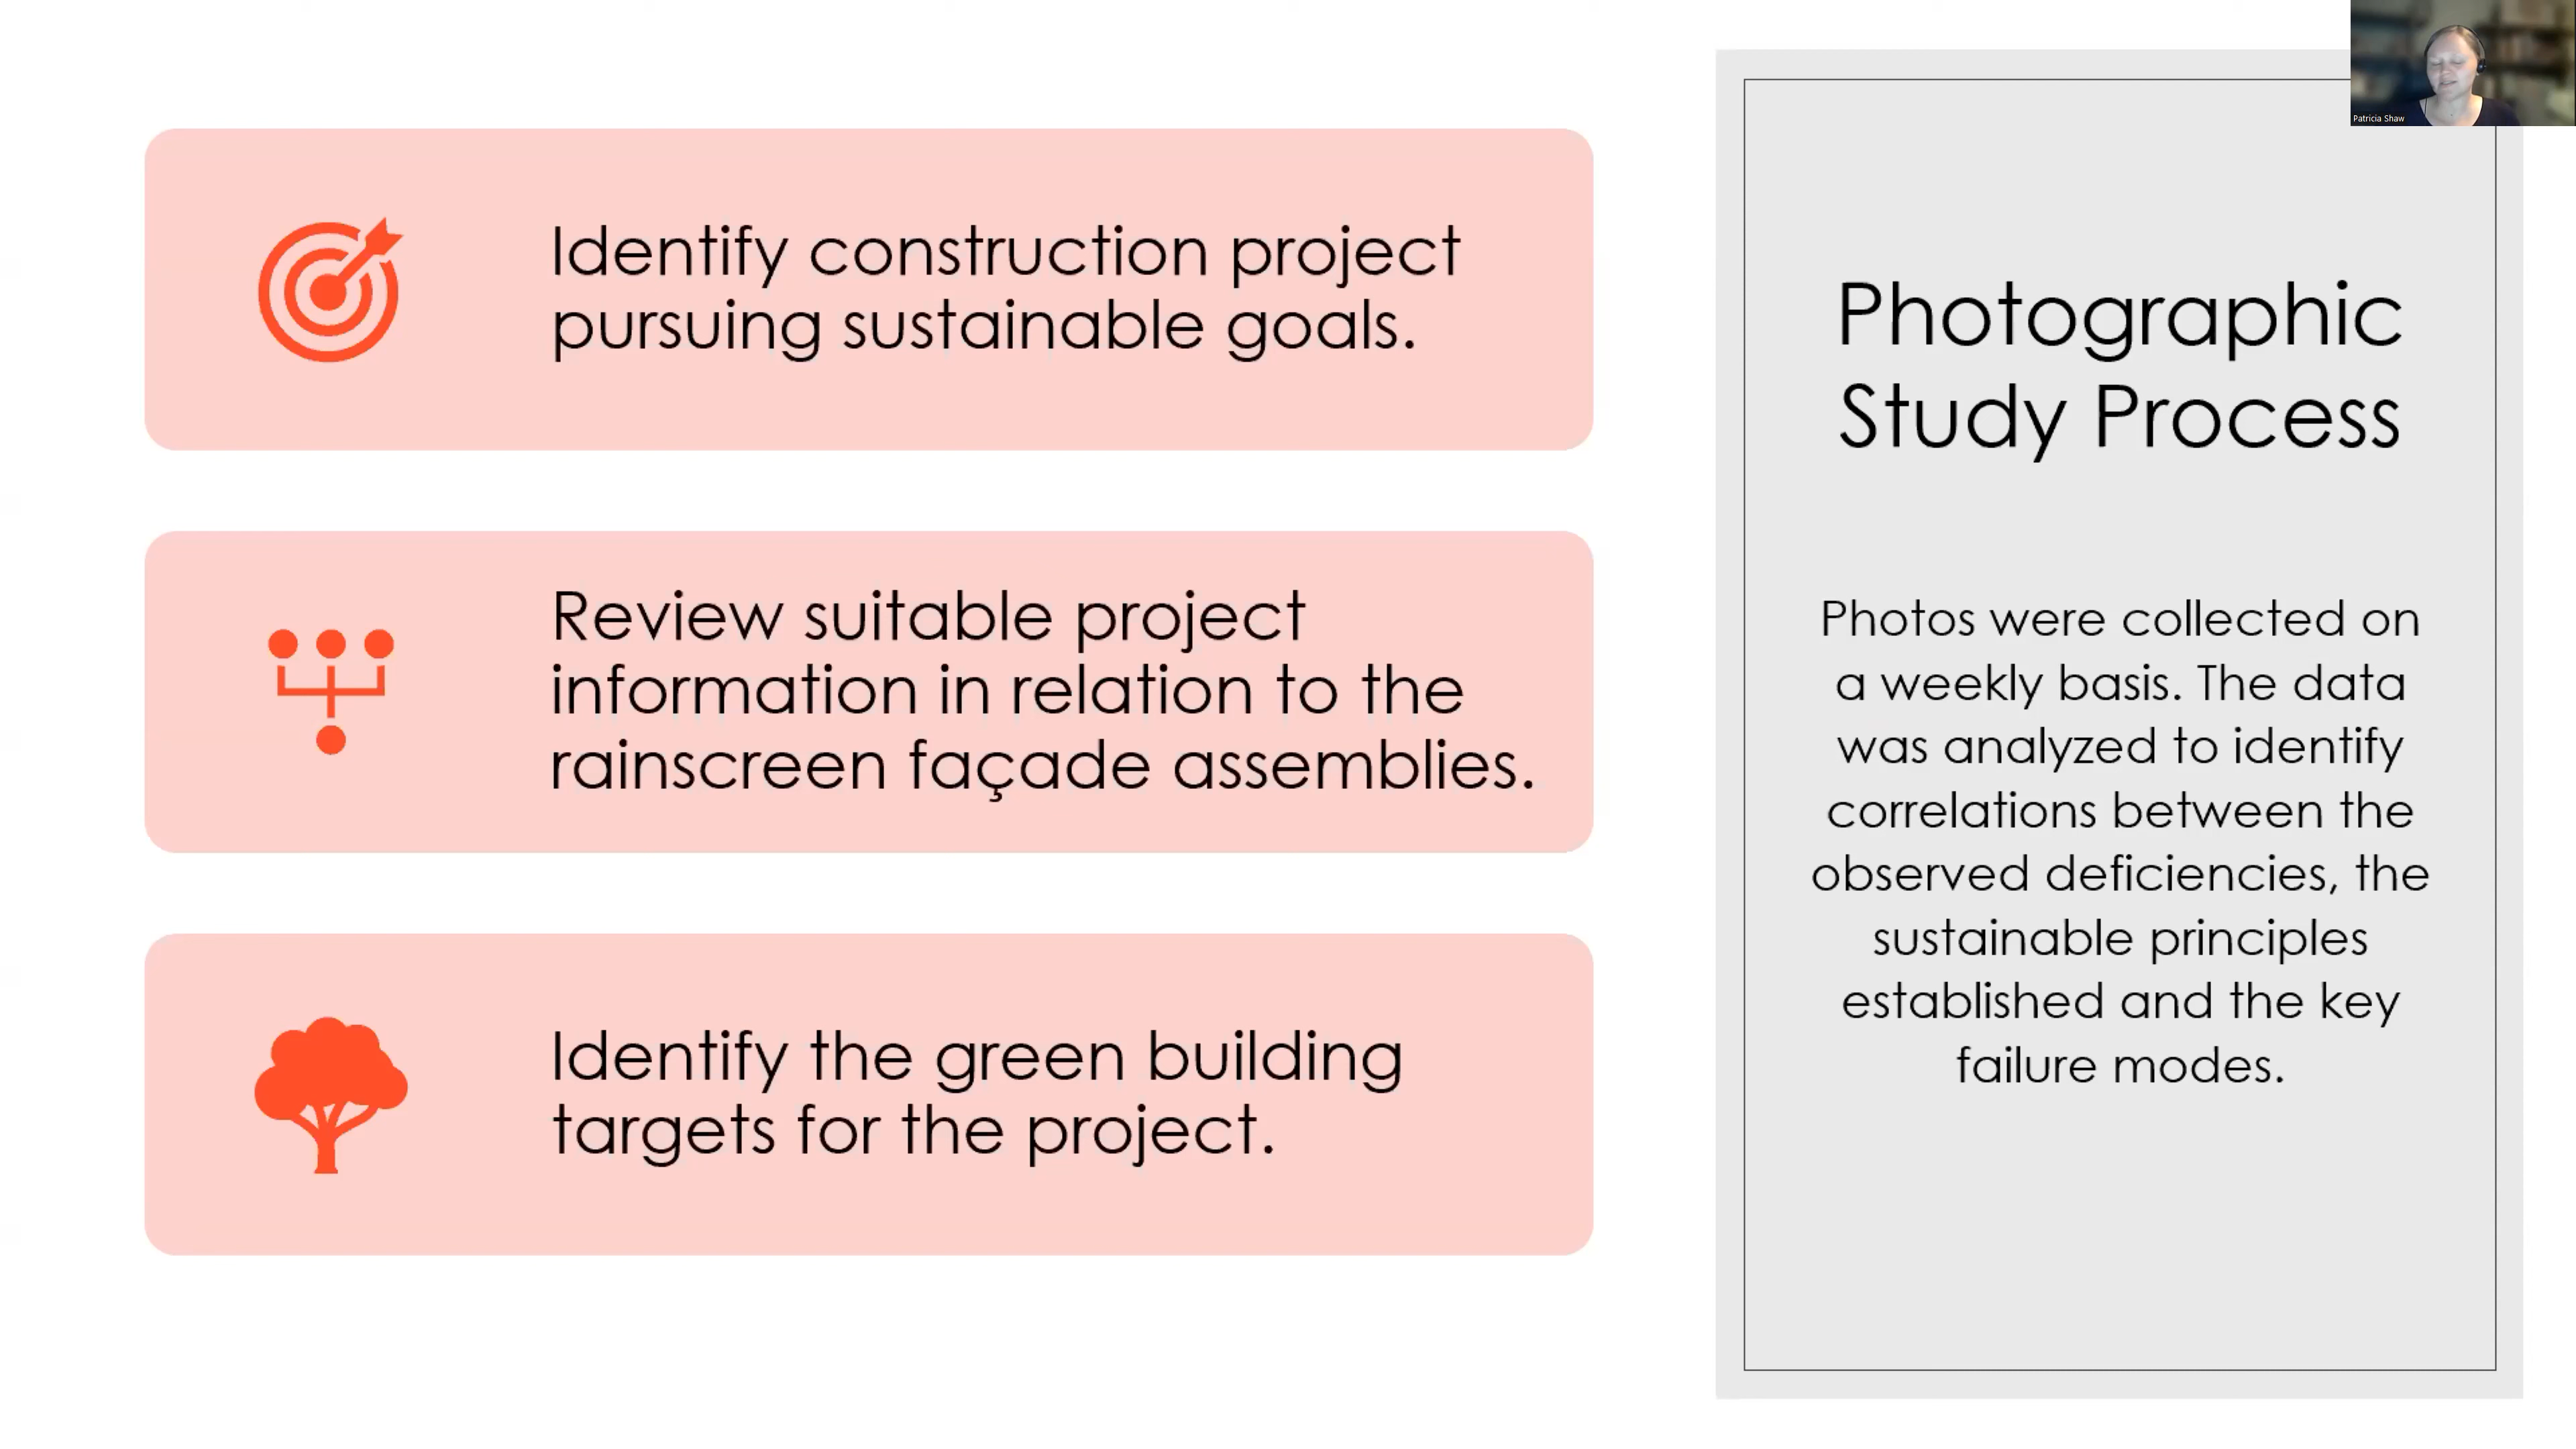 Identify construction project
pursuing sustainable goals.
Review suitable project
information in relation to the
rainscreen façade assemblies.
Identify the green building
targets for the project.
Photographic
Study Process
Photos were collected on
a weekly basis. The data
was analyzed to identify
correlations between the
observed deficiencies, the
sustainable principles
established and the key
failure modes.
Patricia Shaw